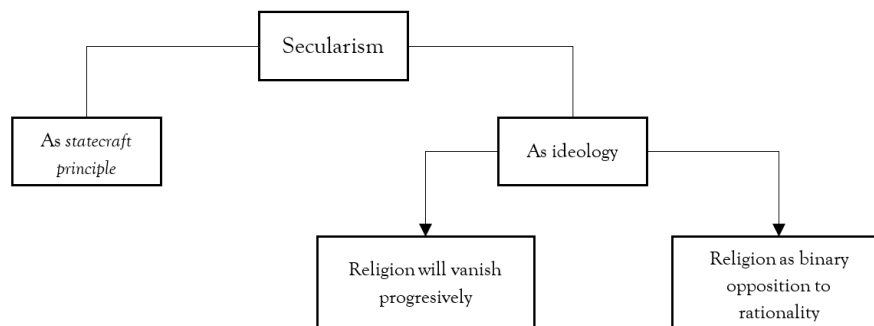 Secularism
As statecraft
principle
As ideology
Religion will vanish
progresively
Religion as binary
opposition to
rationality